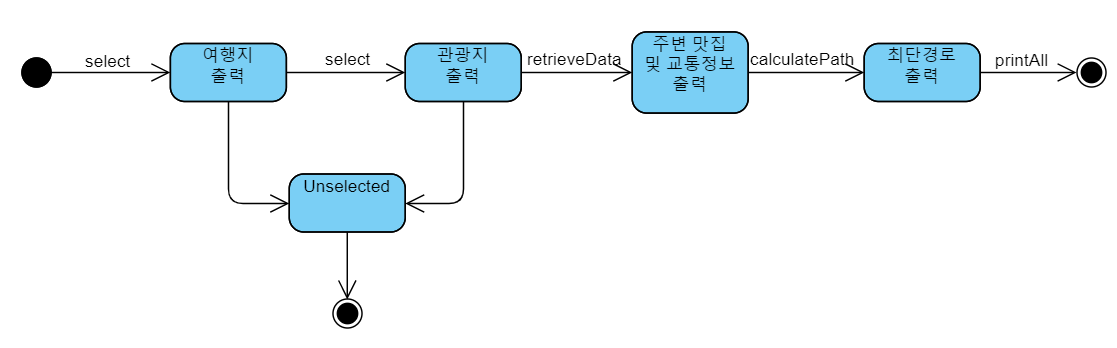 select
여행지
출력
select
관광지
출력
retrieveData
주변 맛집
및 교통정보
출력
calculatePath
최단경로
출력
printAll
Unselected